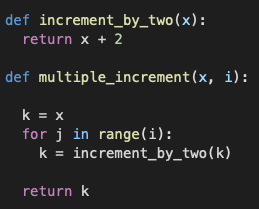 def increment_by_two(x):
  return x + 2

def multiple_increment(x, i):

  k = x
  for j in range(i):
    k = increment_by_two(k)

  return k